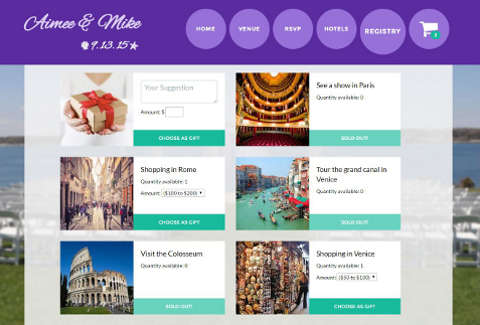 Aimee & Mike
9.13.15
HOME
VENUE
RSVP
HOTELS
REGISTRY
Your Suggestion
Amount: $
CHOOSE AS GIFT
See a show in Paris
Quantity available: 0
SOLD OUT!
Shopping in Rome
Quantity available: 1
Amount: ($100 to $200)
CHOOSE AS GIFT
Tour the grand canal in
Venice
Quantity available: 0
SOLD OUT!
Visit the Colosseum
Quantity available: 0
SOLD OUT!
Shopping in Venice
Quantity available: 1
Amount: ($50 to $100)
CHOOSE AS GIFT